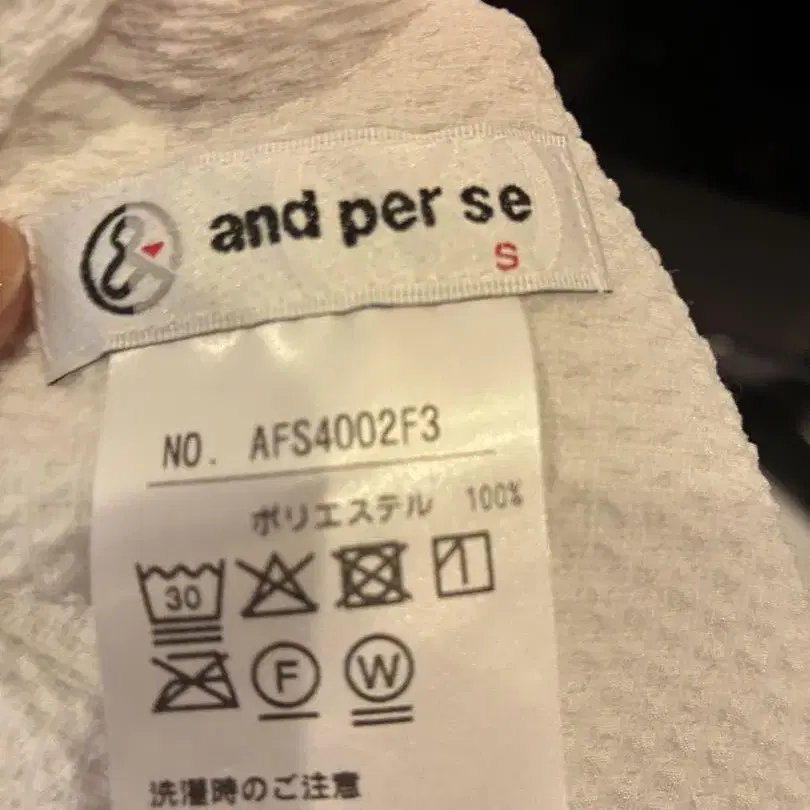 and per se
S
NO. AFS4002F3
ポリエステル 100%
30
F W
洗濯時のご注意